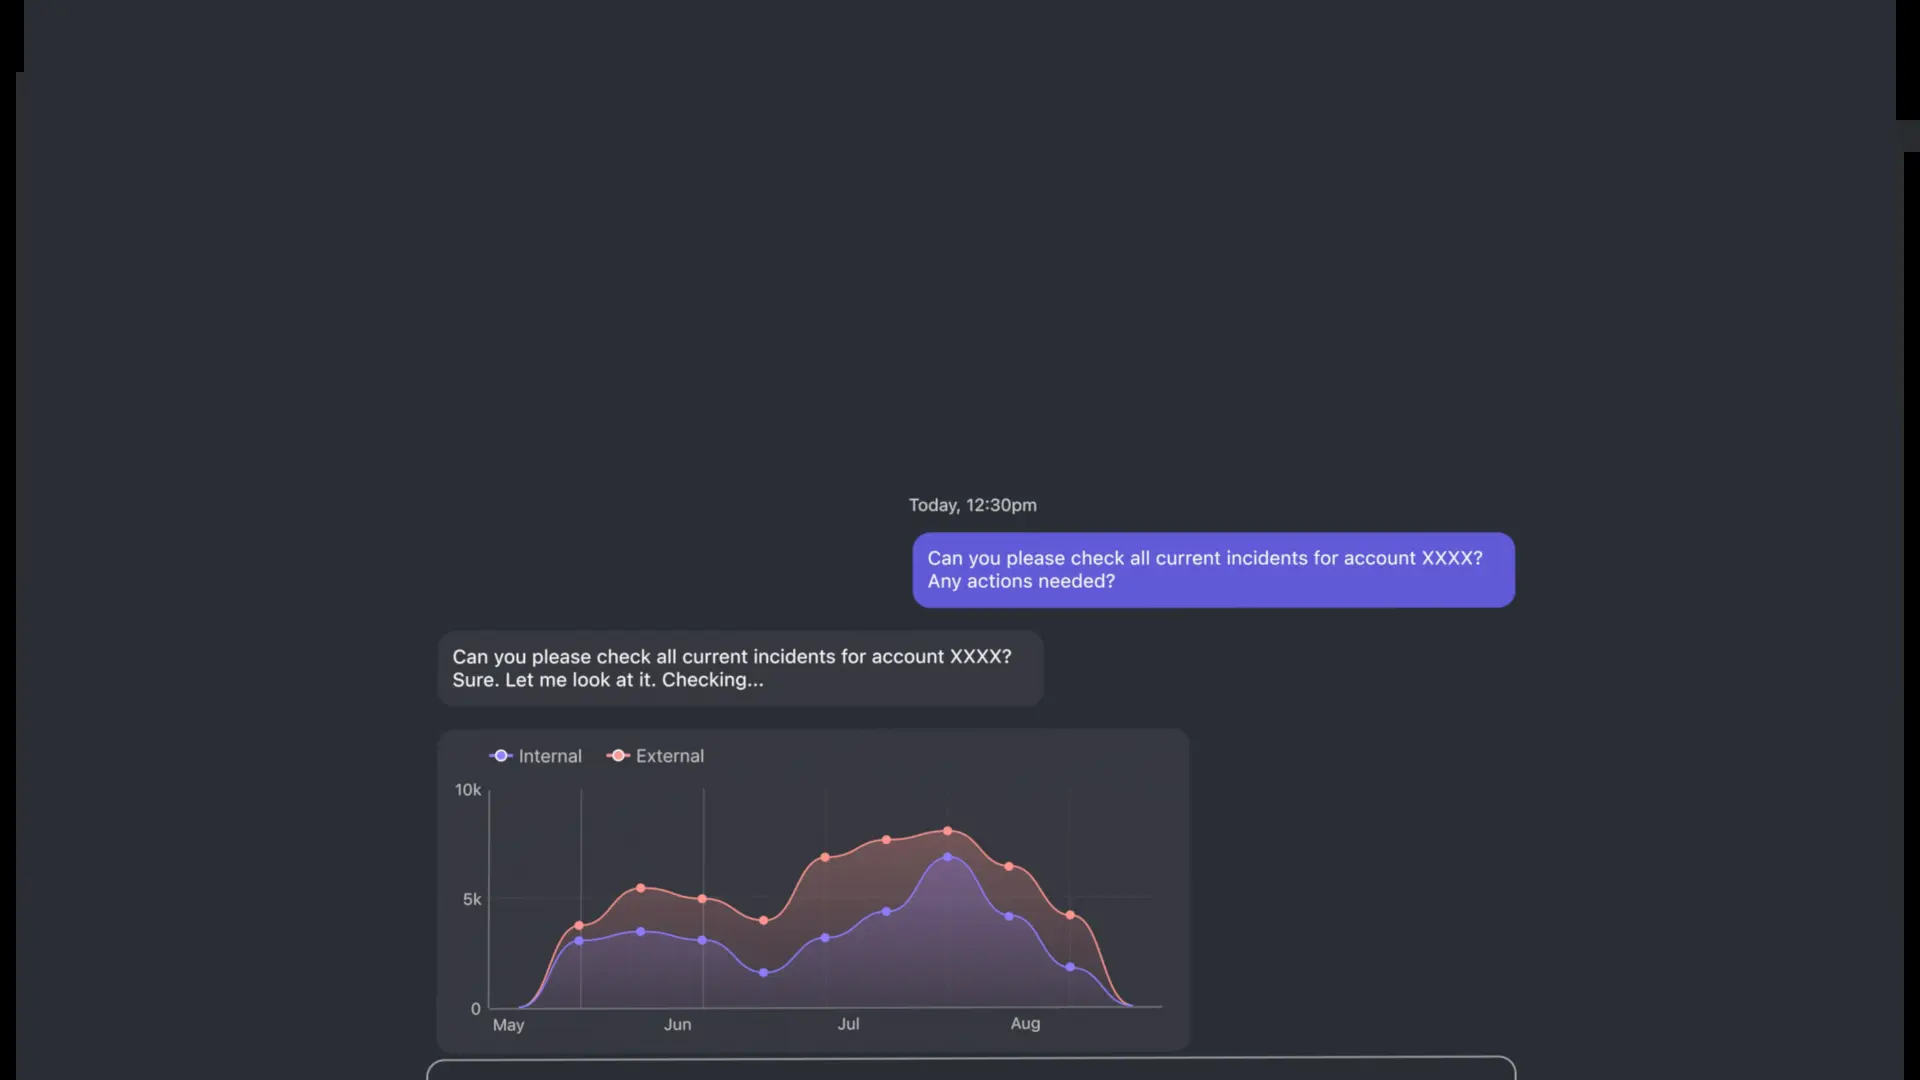 Today, 12:30pm
Can you please check all current incidents for account XXXX?
Any actions needed?
Can you please check all current incidents for account XXXX?
Sure. Let me look at it. Checking...
Internal External
10k
5k
0
May Jun Jul Aug